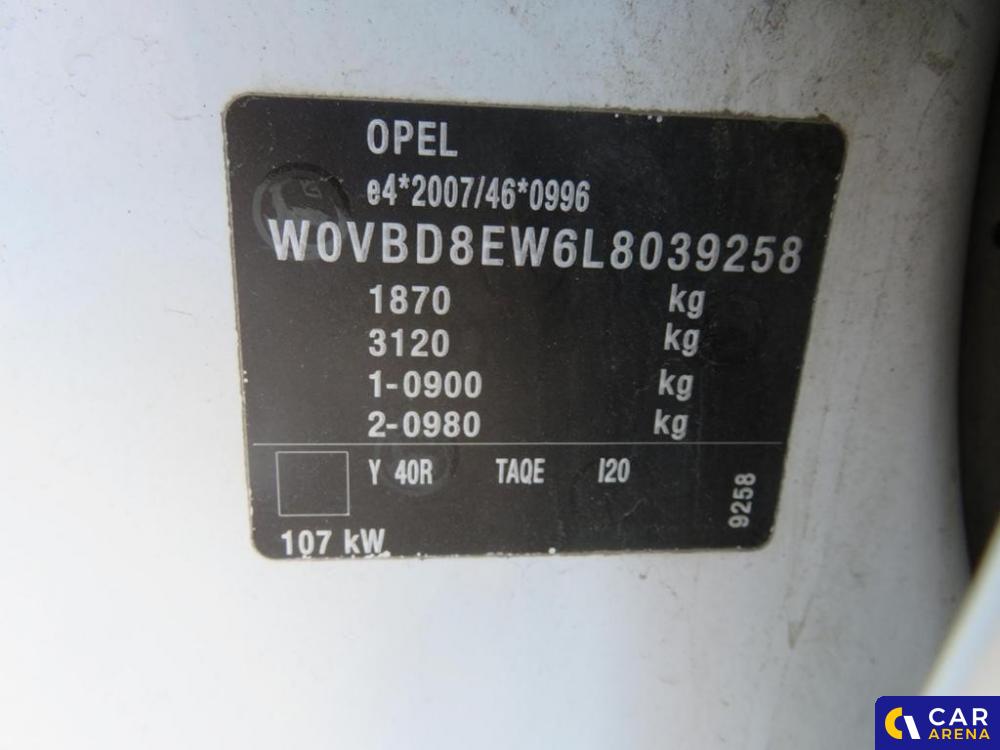 OPEL
e4*2007/46*0996
W0VBD8EW6L8039258
1870 kg
3120 kg
1-0900 kg
2-0980 kg
Y 40R TAQE I20
9258
107 kW
CAR
ARENA